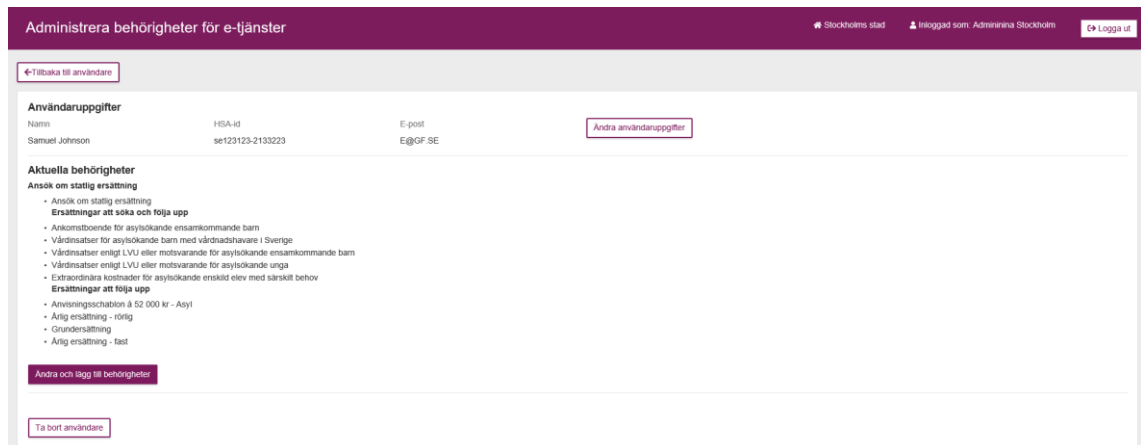 Administrera behörigheter för e-tjänster
Stockholms stad
Inloggad som: Admininina Stockholm
Logga ut
←Tillbaka till användare
Användaruppgifter
Namn HSA-id E-post
Samuel Johnson se123123-2133223 E@GF.SE
Ändra användaruppgifter
Aktuella behörigheter
Ansök om statlig ersättning
• Ansök om statlig ersättning
Ersättningar att söka och följa upp
• Ankomstboende för asylsökande ensamkommande barn
• Vårdinsatser för asylsökande barn med vårdnadshavare i Sverige
• Vårdinsatser enligt LVU eller motsvarande för asylsökande ensamkommande barn
• Vårdinsatser enligt LVU eller motsvarande för asylsökande unga
• Extraordinära kostnader för asylsökande enskild elev med särskilt behov
Ersättningar att följa upp
• Anvisningsschablon á 52 000 kr - Asyl
• Årlig ersättning - rörlig
• Grundersättning
• Årlig ersättning - fast
Ändra och lägg till behörigheter
Ta bort användare